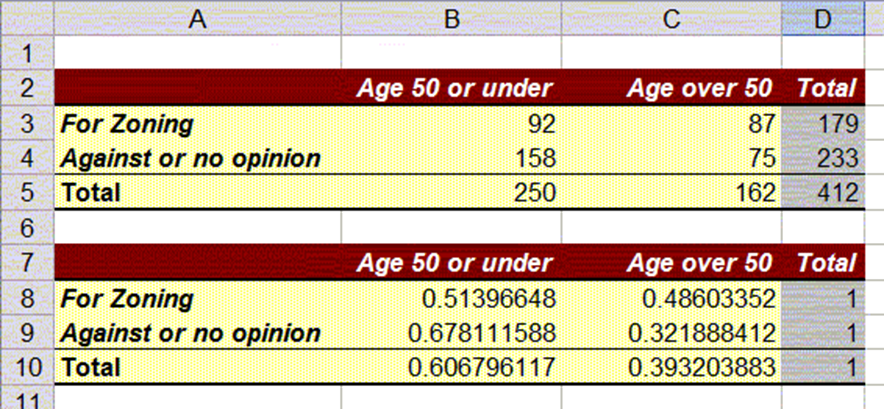 A B C D
1
2 Age 50 or under Age over 50 Total
3 For Zoning 92 87 179
4 Against or no opinion 158 75 233
5 Total 250 162 412
6
7 Age 50 or under Age over 50 Total
8 For Zoning 0.51396648 0.48603352 1
9 Against or no opinion 0.678111588 0.321888412 1
10 Total 0.606796117 0.393203883 1
11